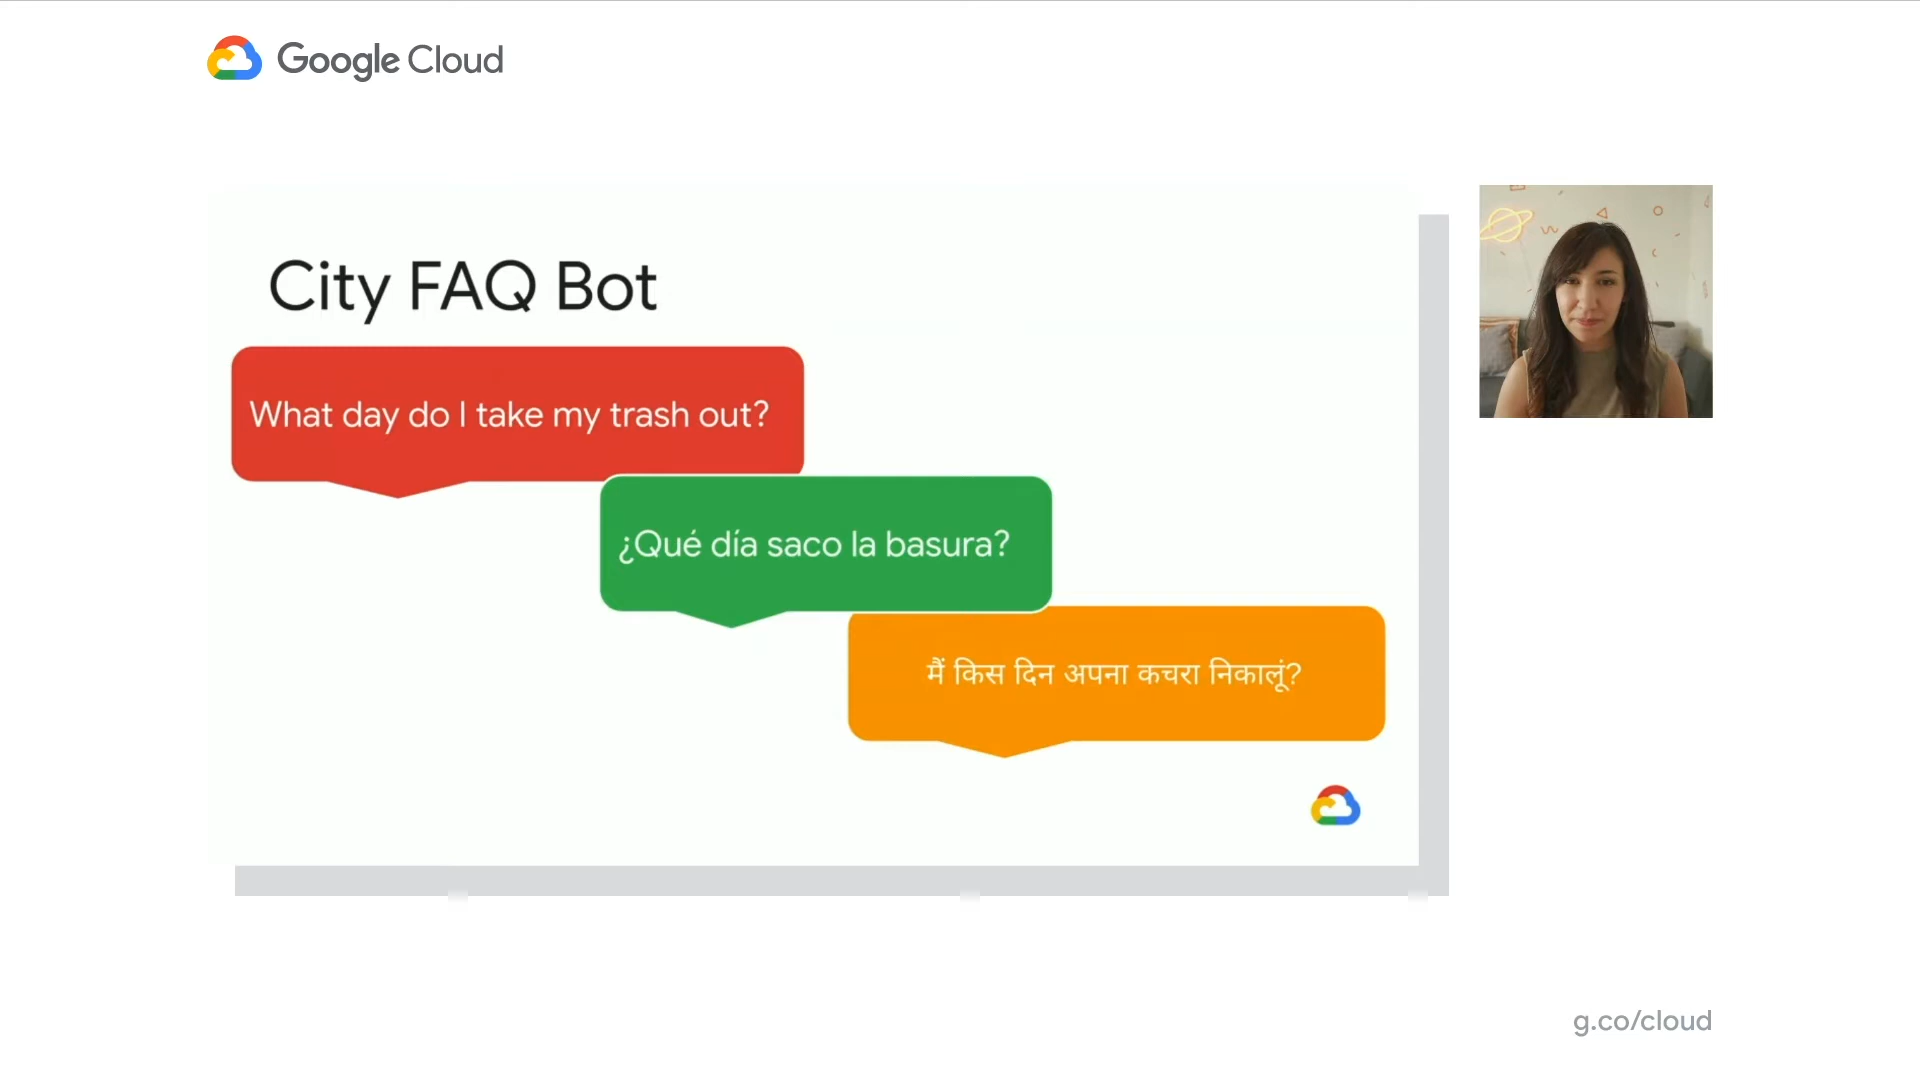 Google Cloud
City FAQ Bot
What day do I take my trash out?
¿Qué día saco la basura?
मैं किस दिन अपना कचरा निकालूं?
g.co/cloud